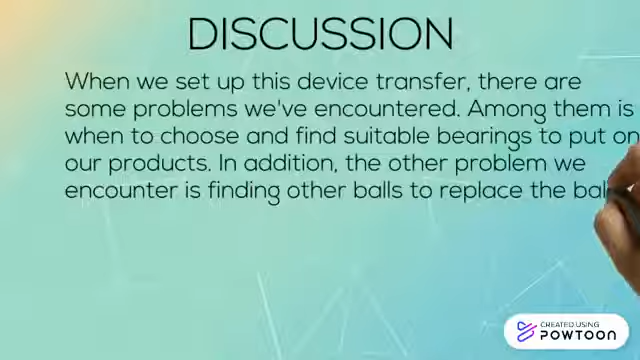 DISCUSSION
When we set up this device transfer, there are
some problems we've encountered. Among them is
when to choose and find suitable bearings to put on
our products. In addition, the other problem we
encounter is finding other balls to replace the
CREATED USING
POWTOON